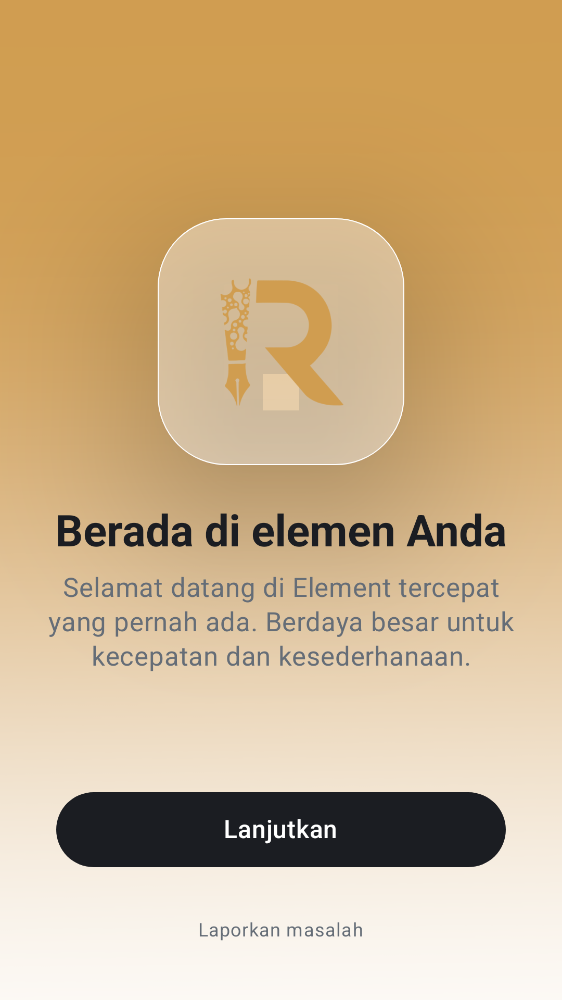 R
Berada di elemen Anda
Selamat datang di Element tercepat
yang pernah ada. Berdaya besar untuk
kecepatan dan kesederhanaan.
Lanjutkan
Laporkan masalah